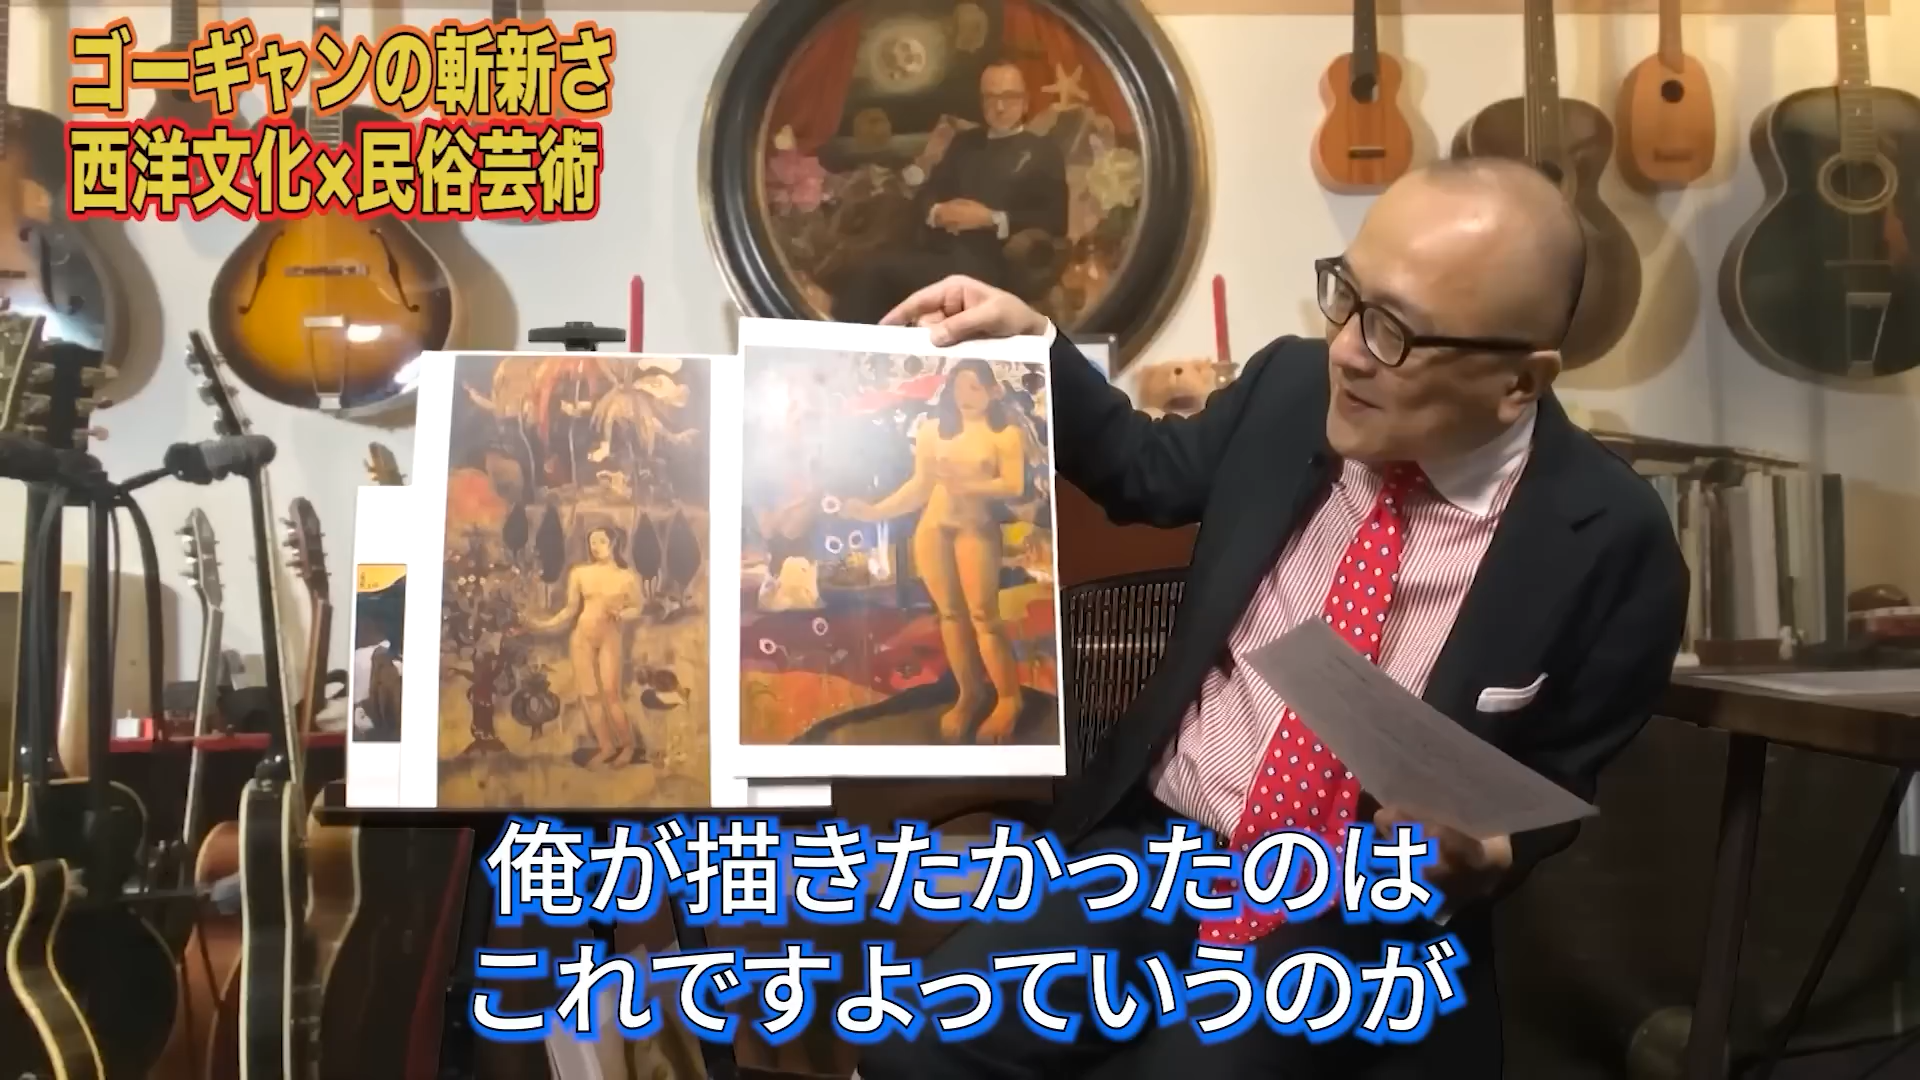 ゴーギャンの斬新さ
西洋文化×民俗芸術
俺が描きたかったのは
これですよっていうのが